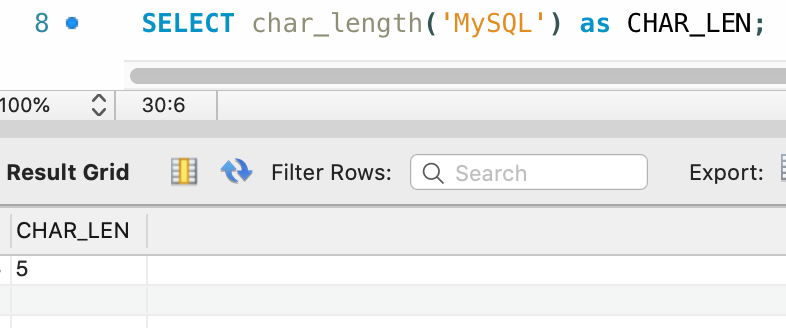 8 SELECT char_length('MySQL') as CHAR_LEN;
100% 30:6
Result Grid Filter Rows: Search Export:
CHAR_LEN
5